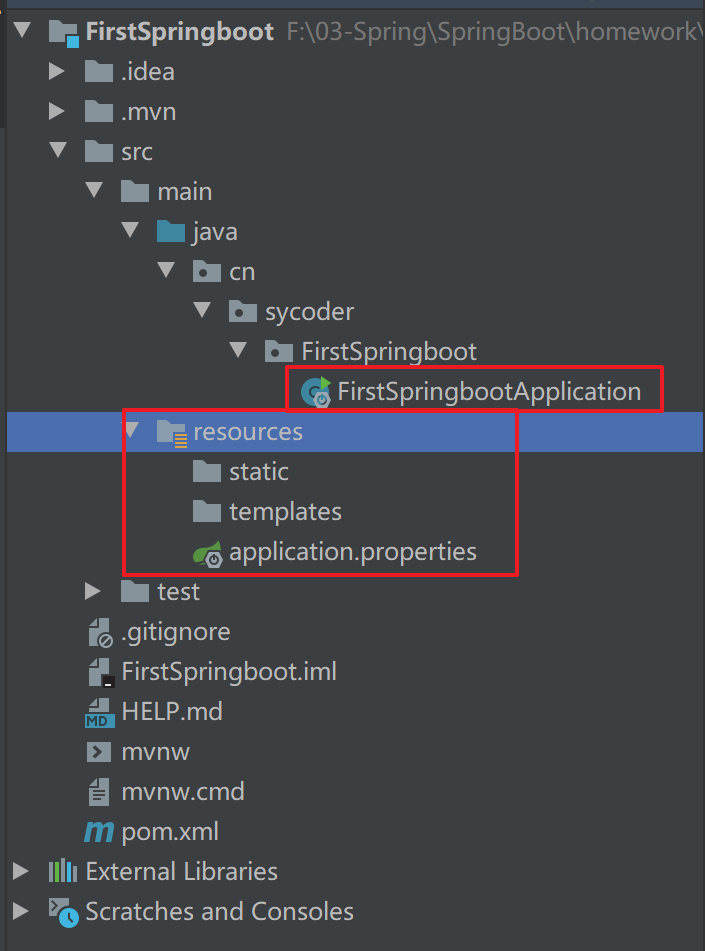 FirstSpringboot F:\03-Spring\SpringBoot\homework\
.idea
.mvn
src
main
java
cn
sycoder
FirstSpringboot
FirstSpringbootApplication
resources
static
templates
application.properties
test
.gitignore
FirstSpringboot.iml
HELP.md
mvnw
mvnw.cmd
pom.xml
External Libraries
Scratches and Consoles